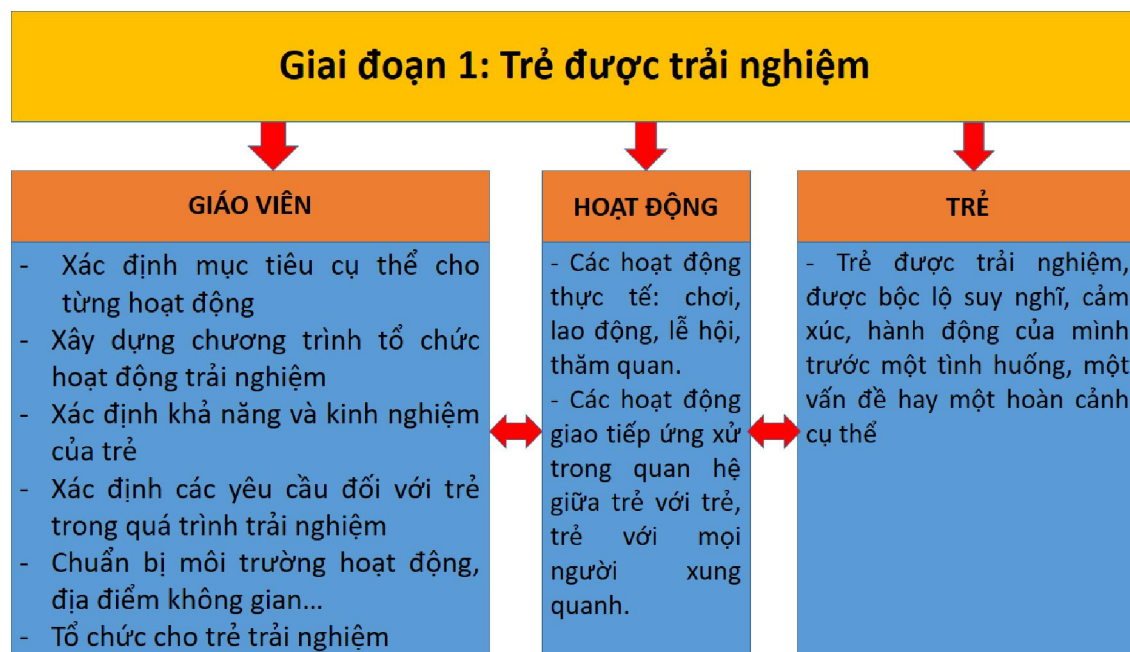 Giai đoạn 1: Trẻ được trải nghiệm
GIÁO VIÊN
- Xác định mục tiêu cụ thể cho
từng hoạt động
- Xây dựng chương trình tổ chức
hoạt động trải nghiệm
- Xác định khả năng và kinh nghiệm
của trẻ
- Xác định các yêu cầu đối với trẻ
trong quá trình trải nghiệm
- Chuẩn bị môi trường hoạt động,
địa điểm không gian...
- Tổ chức cho trẻ trải nghiệm
HOẠT ĐỘNG
- Các hoạt động
thực tế: chơi,
lao động, lễ hội,
thăm quan.
- Các hoạt động
giao tiếp ứng xử
trong quan hệ
giữa trẻ với trẻ,
trẻ với mọi
người xung
quanh.
TRẺ
- Trẻ được trải nghiệm,
được bộc lộ suy nghĩ, cảm
xúc, hành động của mình
trước một tình huống, một
vấn đề hay một hoàn cảnh
cụ thể